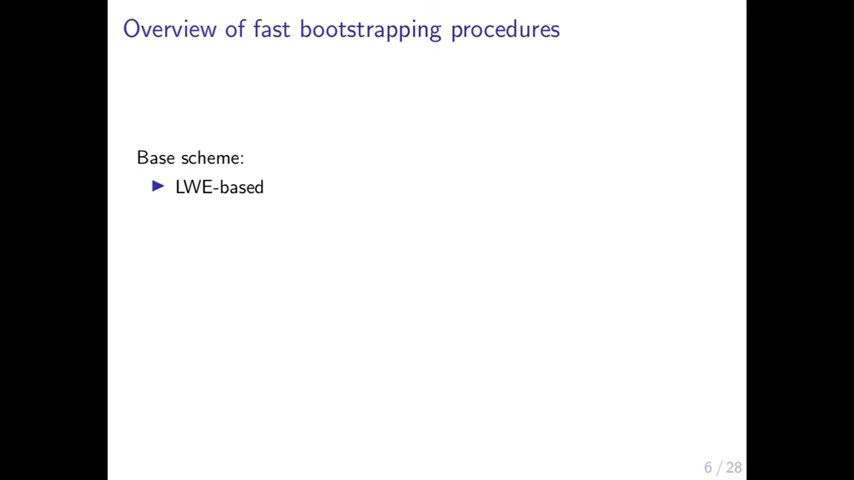 Overview of fast bootstrapping procedures
Base scheme:
▶ LWE-based
6 / 28